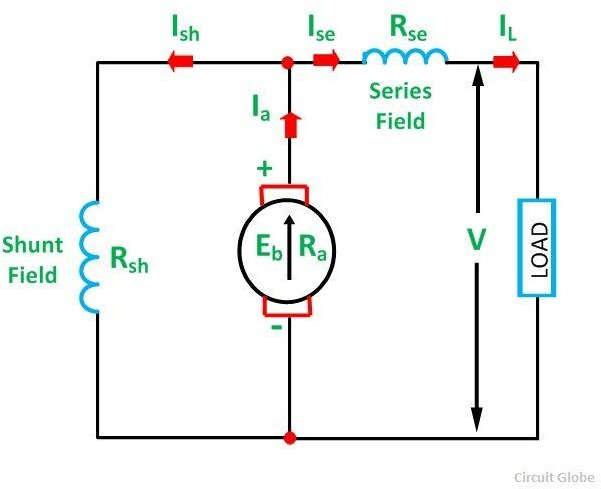 Ish
Ise
Rse
IL
Series
Field
Ia
+
Shunt
Field
Rsh
Eb
Ra
V
LOAD
-
Circuit Globe